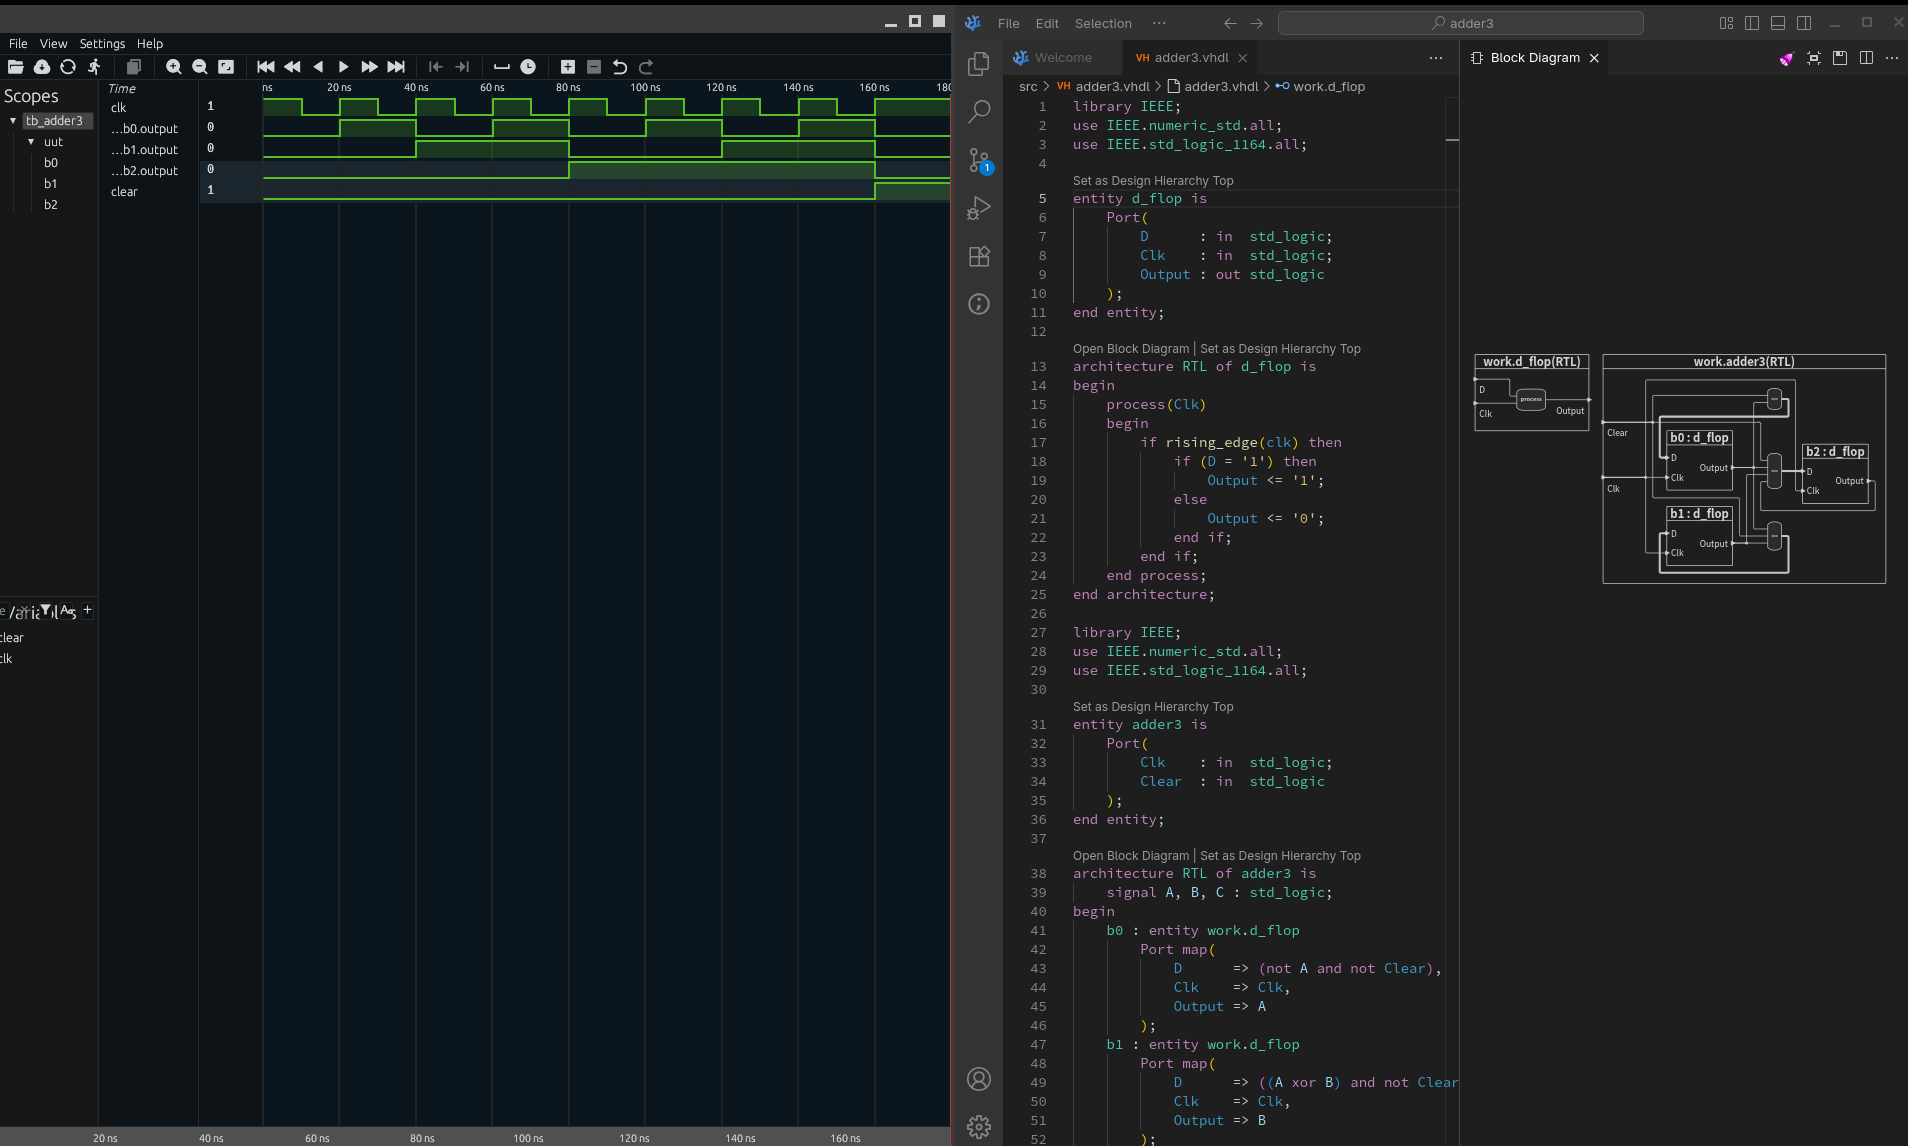 File View Settings Help
Scopes
tb_adder3
uut
b0
b1
b2
Time
clk
...b0.output
...b1.output
...b2.output
clear
1
0
0
0
1
ns 20 ns 40 ns 60 ns 80 ns 100 ns 120 ns 140 ns 160 ns 180
clear
clk
20 ns 40 ns 60 ns 80 ns 100 ns 120 ns 140 ns 160 ns
File Edit Selection ···
adder3
Welcome
VH adder3.vhdl
Block Diagram
src > VH adder3.vhdl > adder3.vhdl > work.d_flop
1
1 library IEEE;
2 use IEEE.numeric_std.all;
3 use IEEE.std_logic_1164.all;
4
Set as Design Hierarchy Top
5 entity d_flop is
6 Port(
7 D : in std_logic;
8 Clk : in std_logic;
9 Output : out std_logic
10 );
11 end entity;
12
Open Block Diagram | Set as Design Hierarchy Top
13 architecture RTL of d_flop is
14 begin
15 process(Clk)
16 begin
17 if rising_edge(clk) then
18 if (D = '1') then
19 Output <= '1';
20 else
21 Output <= '0';
22 end if;
23 end if;
24 end process;
25 end architecture;
26
27 library IEEE;
28 use IEEE.numeric_std.all;
29 use IEEE.std_logic_1164.all;
30
Set as Design Hierarchy Top
31 entity adder3 is
32 Port(
33 Clk : in std_logic;
34 Clear : in std_logic
35 );
36 end entity;
37
Open Block Diagram | Set as Design Hierarchy Top
38 architecture RTL of adder3 is
39 signal A, B, C : std_logic;
40 begin
41 b0 : entity work.d_flop
42 Port map(
43 D => (not A and not Clear),
44 Clk => Clk,
45 Output => A
46 );
47 b1 : entity work.d_flop
48 Port map(
49 D => ((A xor B) and not Clear
50 Clk => Clk,
51 Output => B
52 );
work.d_flop(RTL)
D
Clk
process
Output
work.adder3(RTL)
Clear
Clk
b0 : d_flop
D
Output
Clk
b2 : d_flop
D
Output
Clk
b1 : d_flop
D
Output
Clk